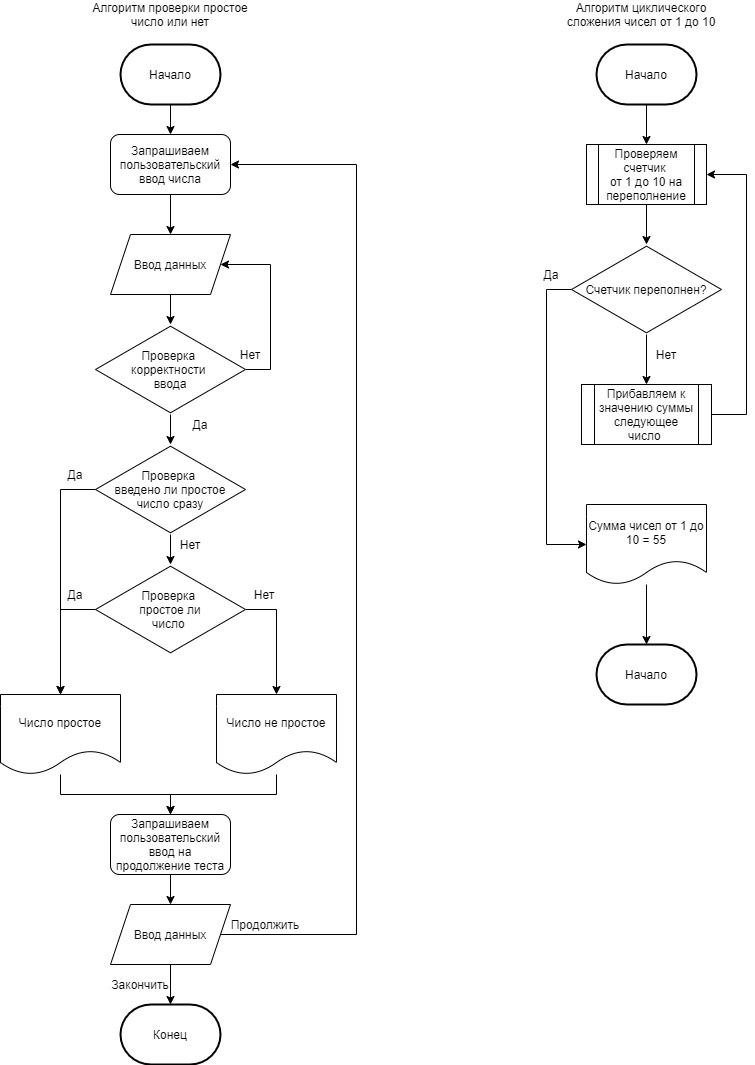 Алгоритм проверки простое
число или нет
Начало
Запрашиваем
пользовательский
ввод числа
Ввод данных
Проверка
корректности
ввода
Нет
Да
Проверка
введено ли простое
число сразу
Да
Нет
Проверка
простое ли
число
Да
Нет
Число простое
Число не простое
Запрашиваем
пользовательский
ввод на
продолжение теста
Ввод данных
Продолжить
Закончить
Конец
Алгоритм циклического
сложения чисел от 1 до 10
Начало
Проверяем
счетчик
от 1 до 10 на
переполнение
Счетчик переполнен?
Да
Нет
Прибавляем к
значению суммы
следующее
число
Сумма чисел от 1 до
10 = 55
Начало